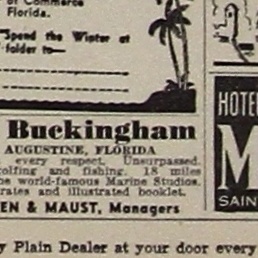 of Commerce
Florida.
Spend the Winter at
folder to—
HOTEL
Buckingham
AUGUSTINE, FLORIDA
every respect. Unsurpassed
golfing and fishing. 18 miles
world-famous Marine Studios.
rates and illustrated booklet.
& MAUST, Managers
M
SAIN
Plain Dealer at your door every